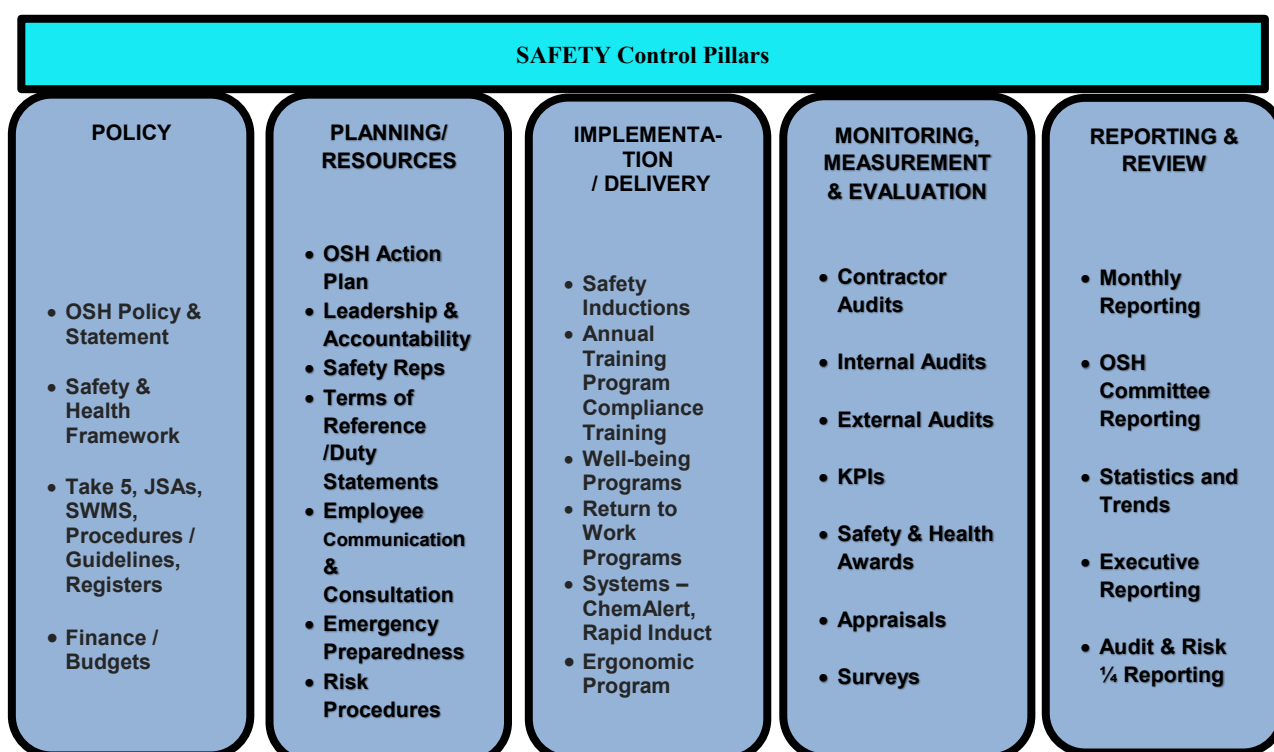 SAFETY Control Pillars
POLICY
• OSH Policy &
Statement
• Safety &
Health
Framework
• Take 5, JSAs,
SWMS,
Procedures /
Guidelines,
Registers
• Finance /
Budgets
PLANNING/
RESOURCES
• OSH Action
Plan
• Leadership &
Accountability
• Safety Reps
• Terms of
Reference
/Duty
Statements
• Employee
Communication
&
Consultation
• Emergency
Preparedness
• Risk
Procedures
IMPLEMENTA-
TION
/ DELIVERY
• Safety
Inductions
• Annual
Training
Program
Compliance
Training
• Well-being
Programs
• Return to
Work
Programs
• Systems –
ChemAlert,
Rapid Induct
• Ergonomic
Program
MONITORING,
MEASUREMENT
& EVALUATION
• Contractor
Audits
• Internal Audits
• External Audits
• KPIs
• Safety & Health
Awards
• Appraisals
• Surveys
REPORTING &
REVIEW
• Monthly
Reporting
• OSH
Committee
Reporting
• Statistics and
Trends
• Executive
Reporting
• Audit & Risk
¼ Reporting